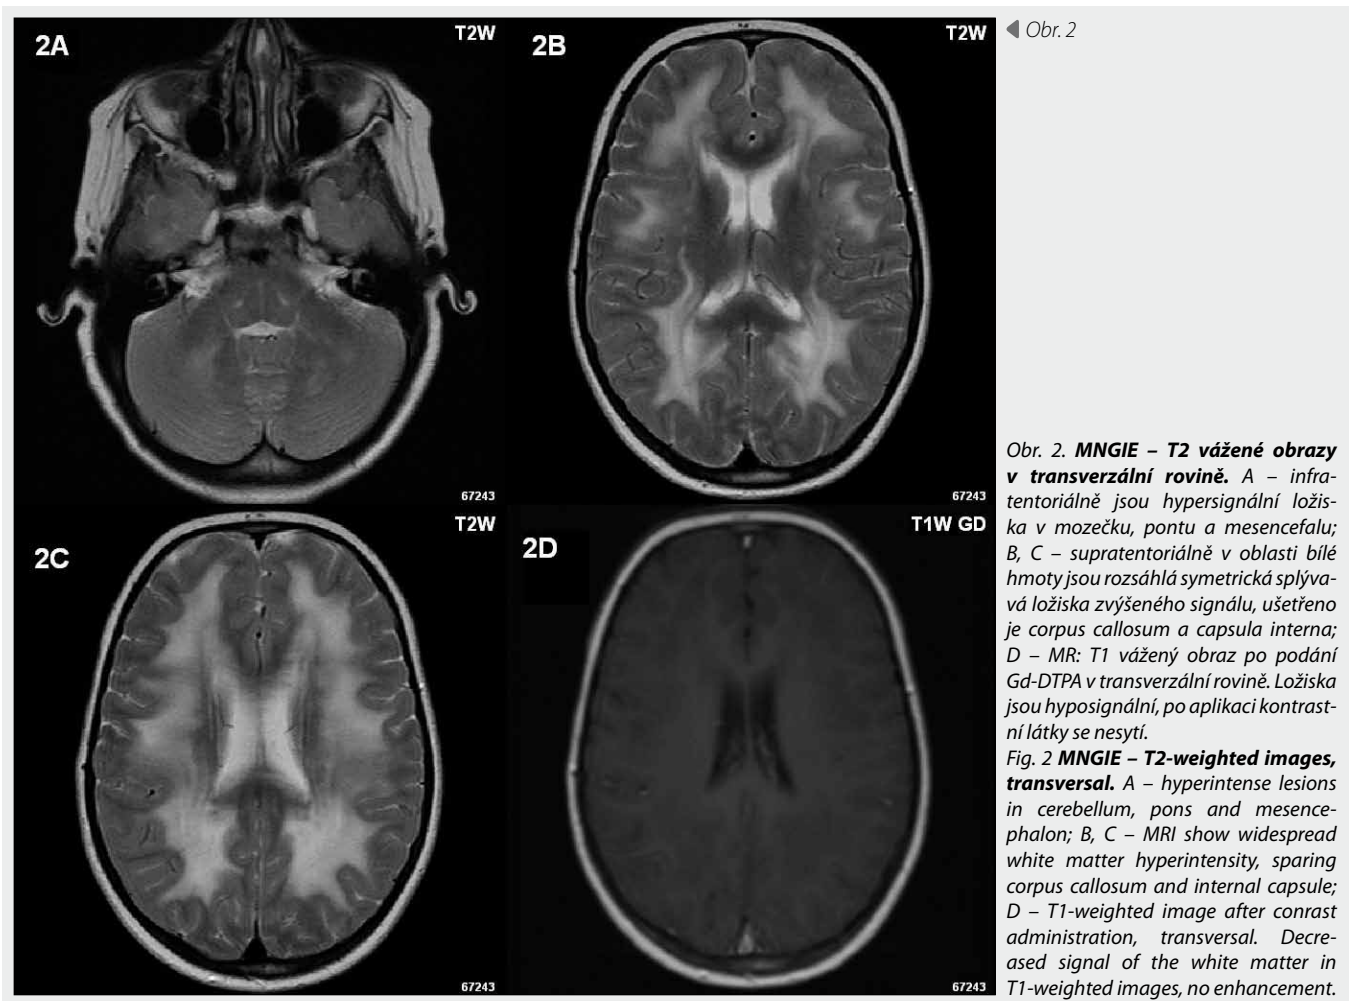 2A
T2W
2B
T2W
Obr. 2
67243
67243
2C
T2W
2D
T1W GD
67243
67243
Obr. 2. MNGIE – T2 vážené obrazy
v transverzální rovině. A – infra-
tentoriálně jsou hypersignální ložis-
ka v mozečku, pontu a mesencefalu;
B, C – supratentoriálně v oblasti bílé
hmoty jsou rozsáhlá symetrická splýva-
vá ložiska zvýšeného signálu, ušetřeno
je corpus callosum a capsula interna;
D – MR: T1 vážený obraz po podání
Gd-DTPA v transverzální rovině. Ložiska
jsou hyposignální, po aplikaci kontrast-
ní látky se nesytí.
Fig. 2 MNGIE – T2-weighted images,
transversal. A – hyperintense lesions
in cerebellum, pons and mesence-
phalon; B, C – MRI show widespread
white matter hyperintensity, sparing
corpus callosum and internal capsule;
D – T1-weighted image after conrast
administration, transversal. Decre-
ased signal of the white matter in
T1-weighted images, no enhancement.